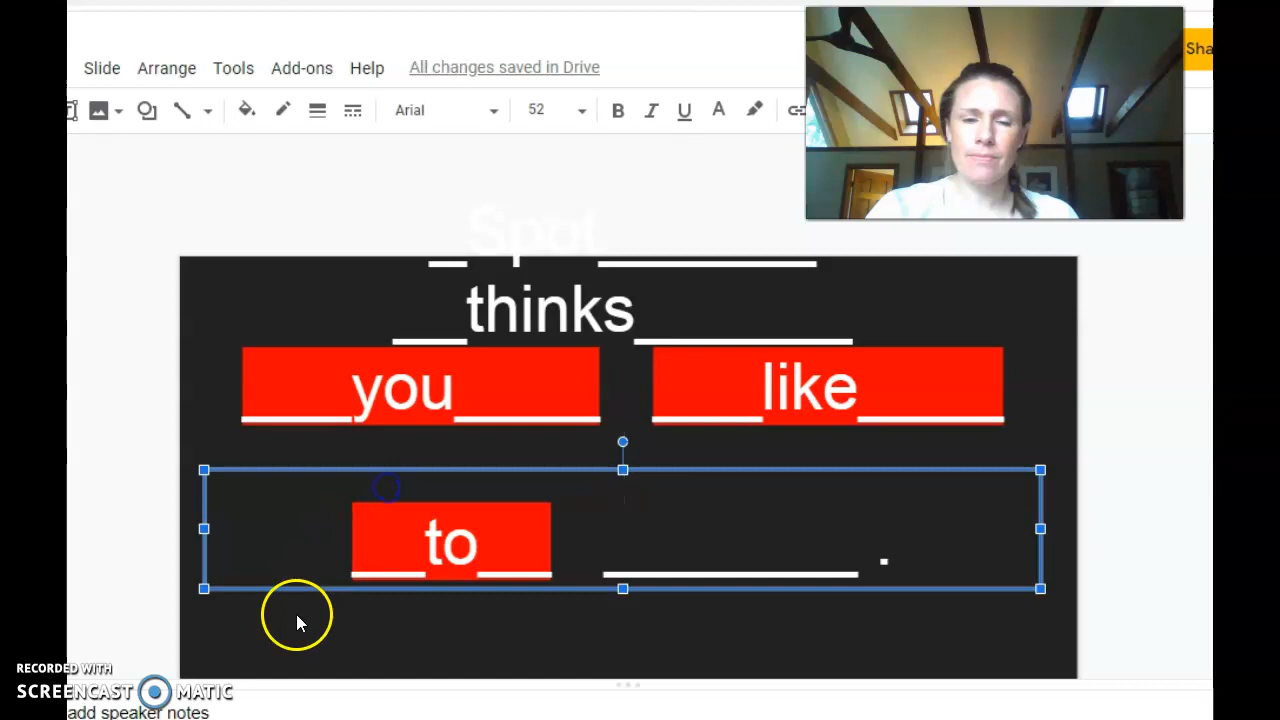 Slide Arrange Tools Add-ons Help All changes saved in Drive
Sha
Arial 52 B I U A
Spot
thinks
you like
to .
RECORDED WITH
SCREENCAST MATIC
add speaker notes